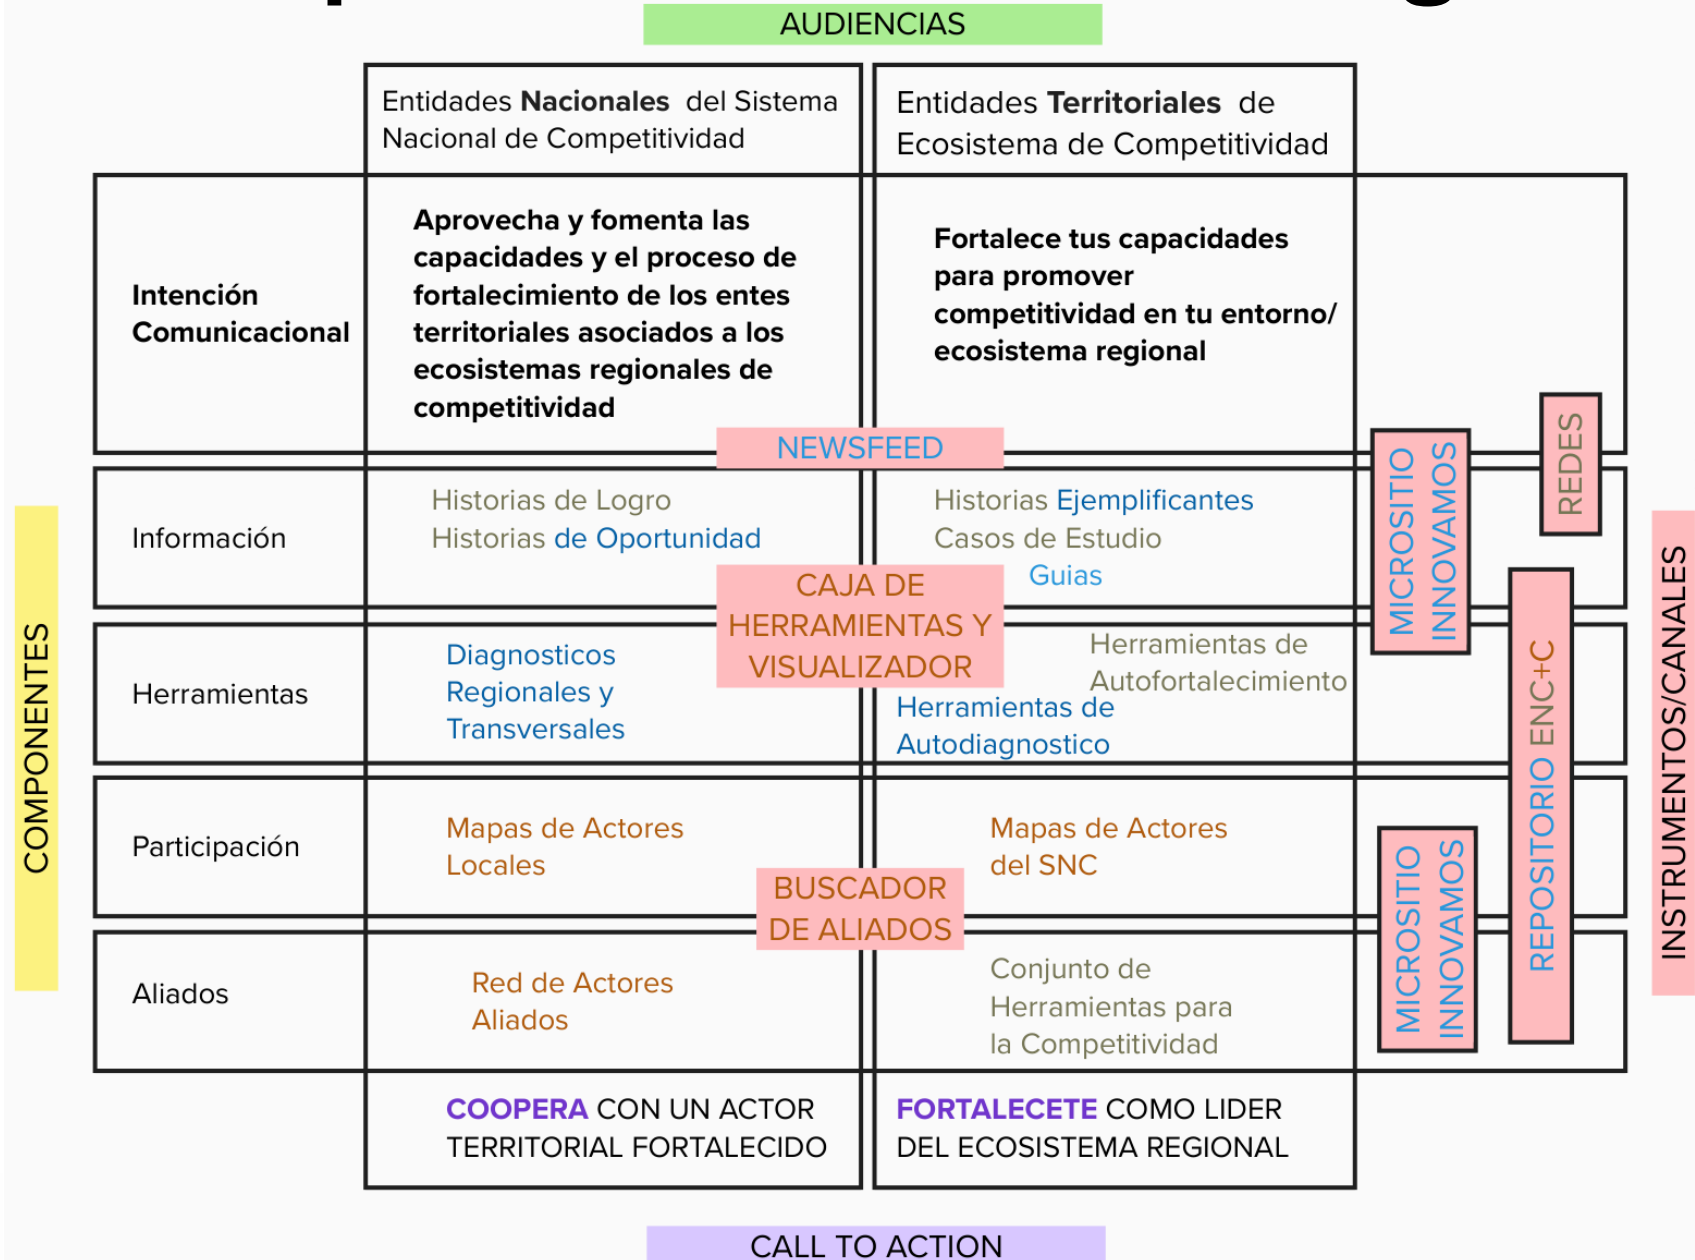 AUDIENCIAS
Entidades Nacionales del Sistema
Nacional de Competitividad
Entidades Territoriales de
Ecosistema de Competitividad
Intención
Comunicacional
Aprovecha y fomenta las
capacidades y el proceso de
fortalecimiento de los entes
territoriales asociados a los
ecosistemas regionales de
competitividad
Fortalece tus capacidades
para promover
competitividad en tu entorno/
ecosistema regional
NEWSFEED
MICROSITIO
INNOVAMOS
REDES
COMPONENTES
Información
Historias de Logro
Historias de Oportunidad
Historias Ejemplificantes
Casos de Estudio
Guias
CAJA DE
HERRAMIENTAS Y
VISUALIZADOR
Herramientas
Diagnosticos
Regionales y
Transversales
Herramientas de
Autofortalecimiento
Herramientas de
Autodiagnostico
REPOSITORIO ENC+C
INSTRUMENTOS/CANALES
Participación
Mapas de Actores
Locales
Mapas de Actores
del SNC
BUSCADOR
DE ALIADOS
MICROSITIO
INNOVAMOS
Aliados
Red de Actores
Aliados
Conjunto de
Herramientas para
la Competitividad
COOPERA CON UN ACTOR
TERRITORIAL FORTALECIDO
FORTALECETE COMO LIDER
DEL ECOSISTEMA REGIONAL
CALL TO ACTION